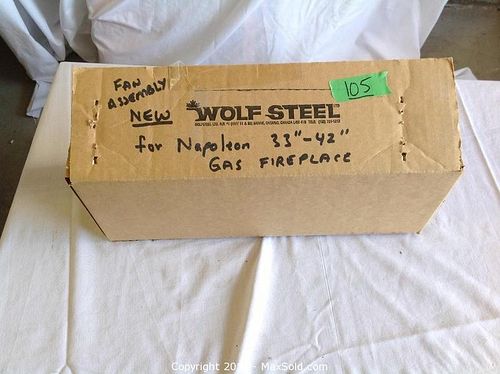 FAN
ASSEMBLY
NEW
WOLF STEEL
105
for Napoleon 33"-42"
GAS FIREPLACE
MaxSold.com
Copyright